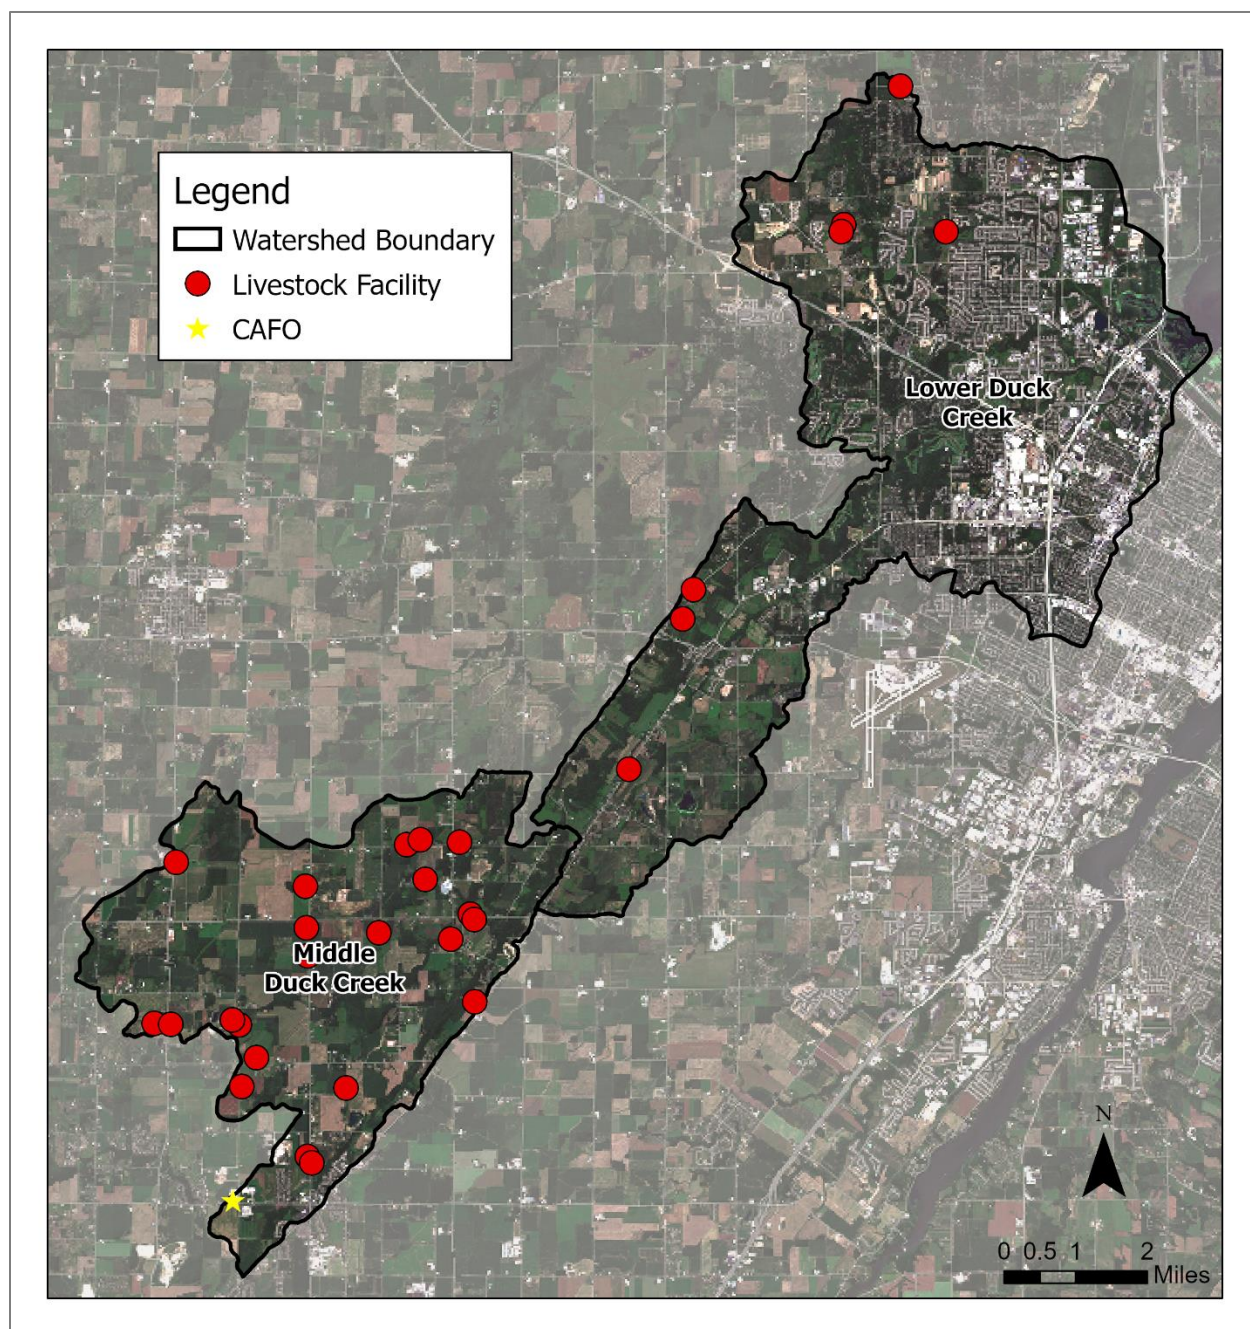 Legend
Watershed Boundary
Livestock Facility
CAFO
Lower Duck
Creek
Middle
Duck Creek
N
0 0.5 1 2
Miles